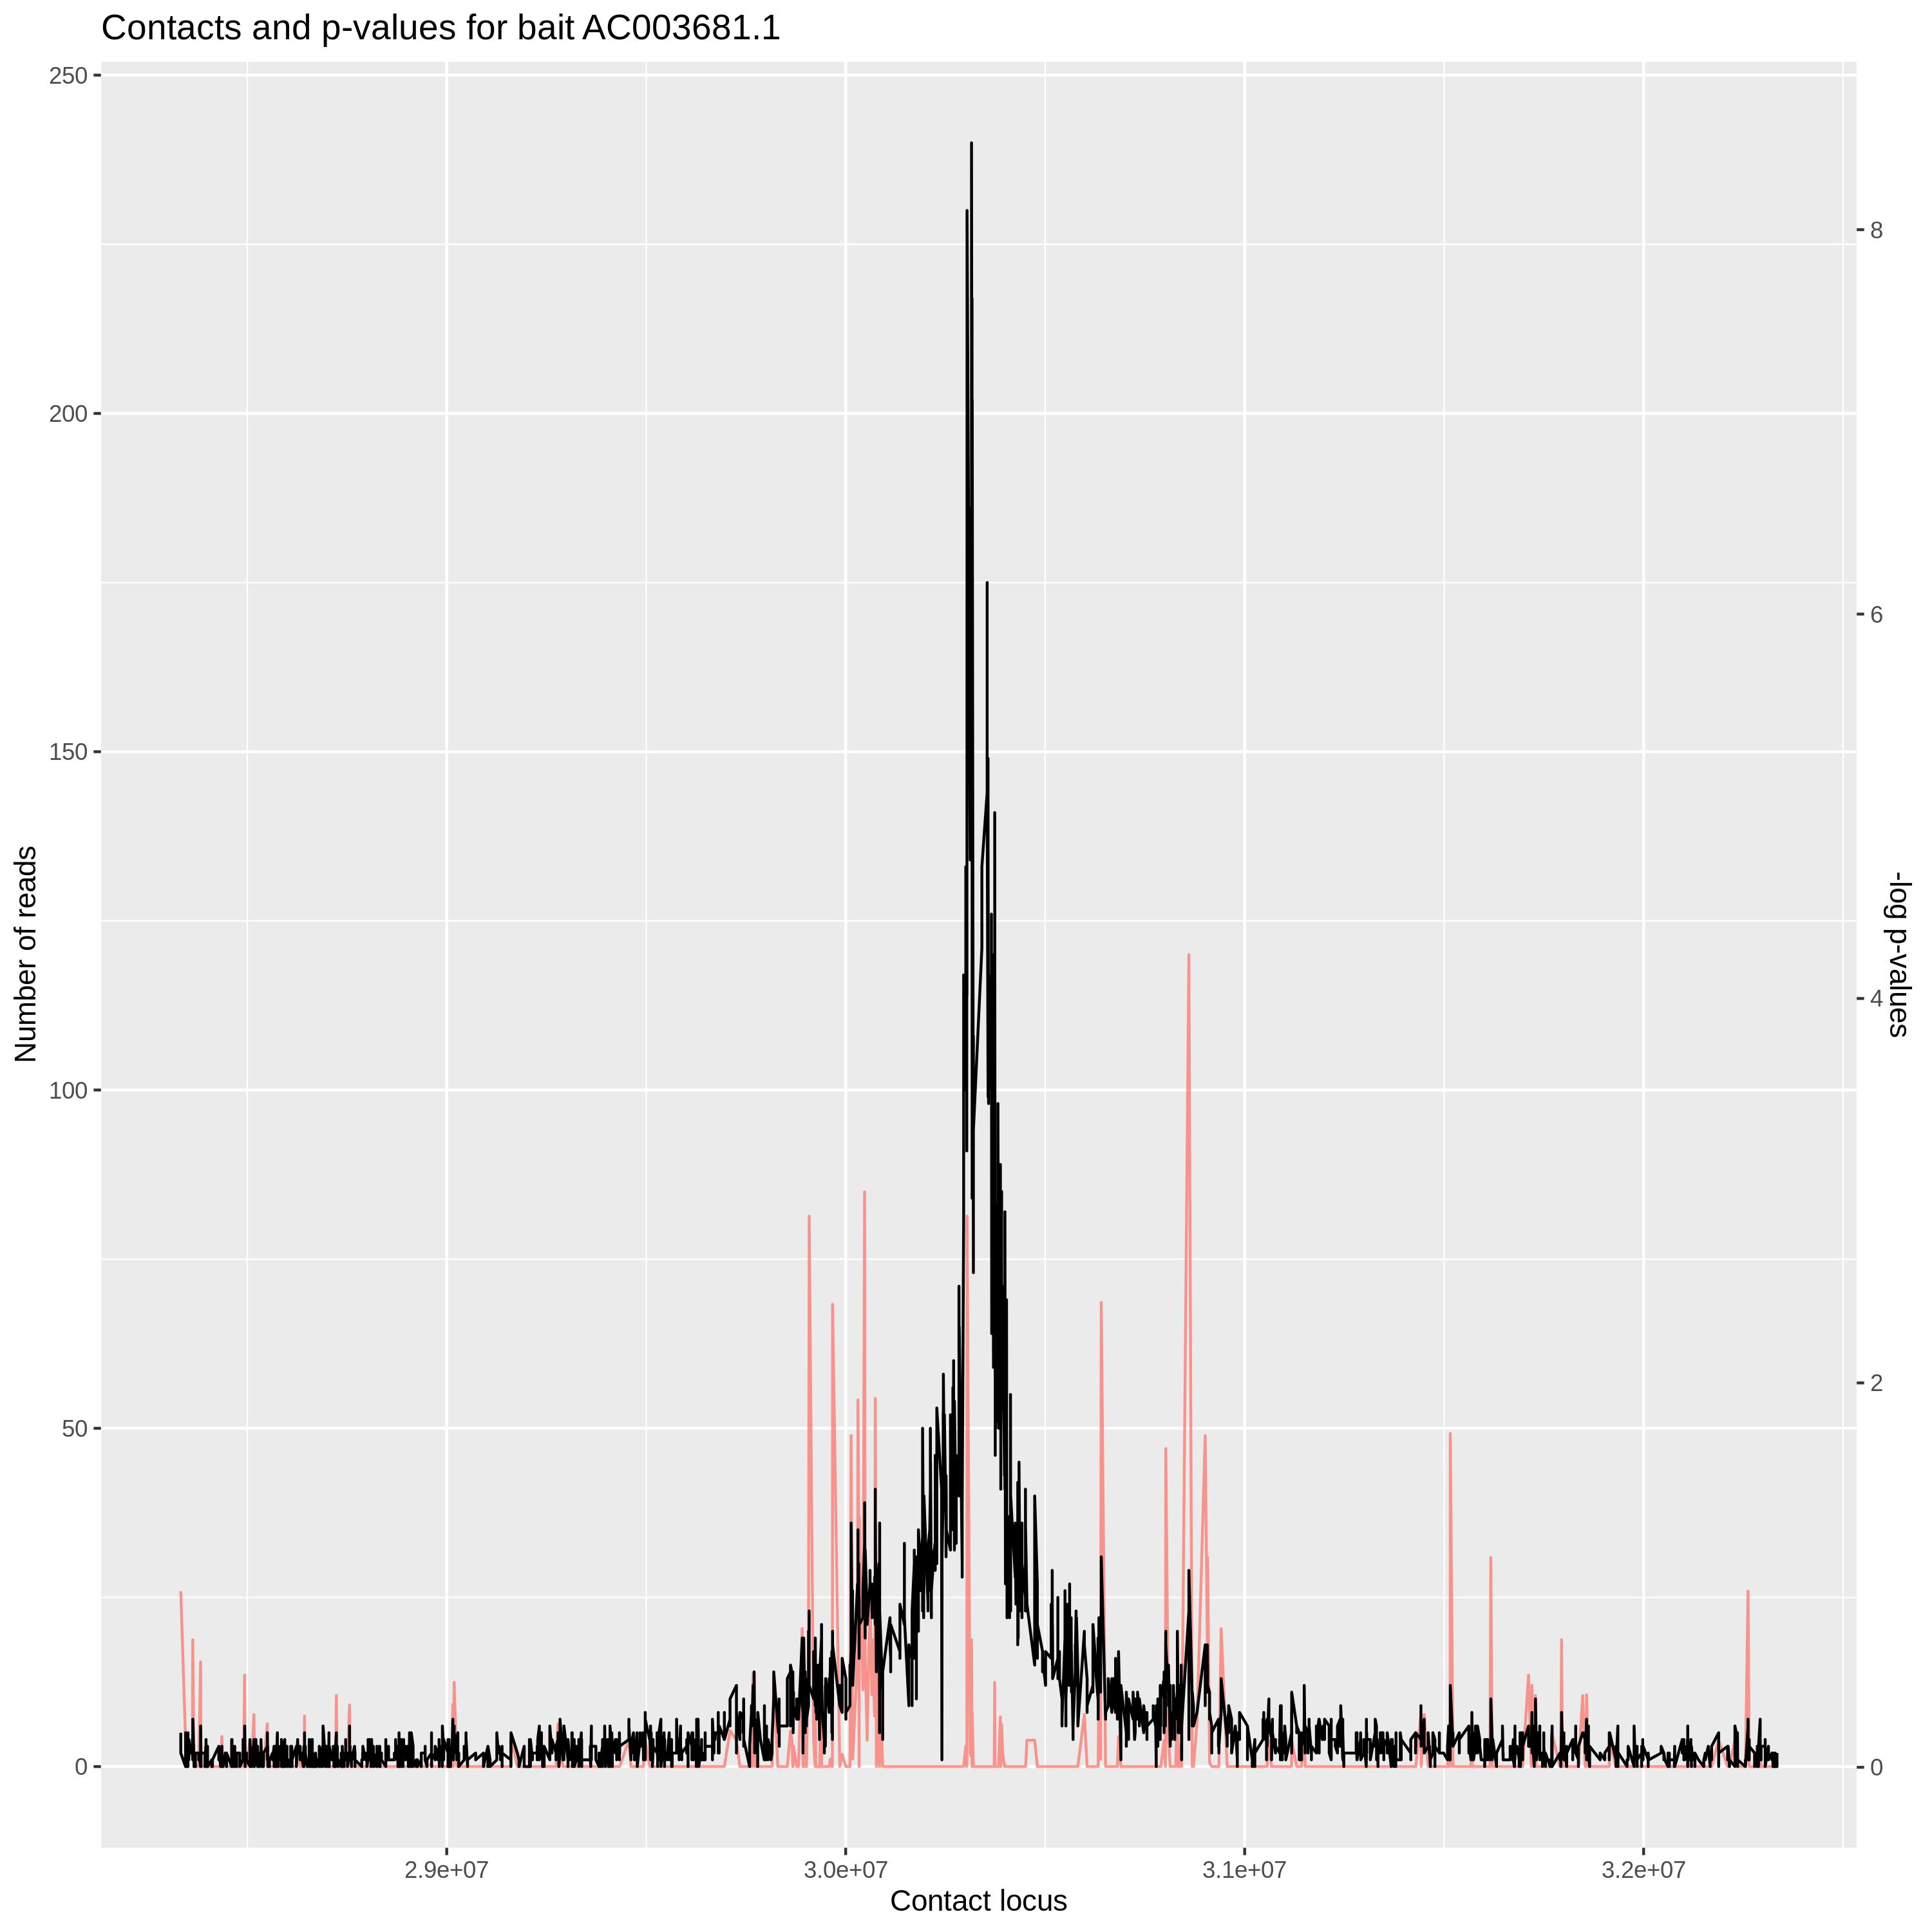 Contacts and p-values for bait AC003681.1
250
200
150
100
50
0
Number of reads
8
6
4
2
0
-log p-values
2.9e+07 3.0e+07 3.1e+07 3.2e+07
Contact locus